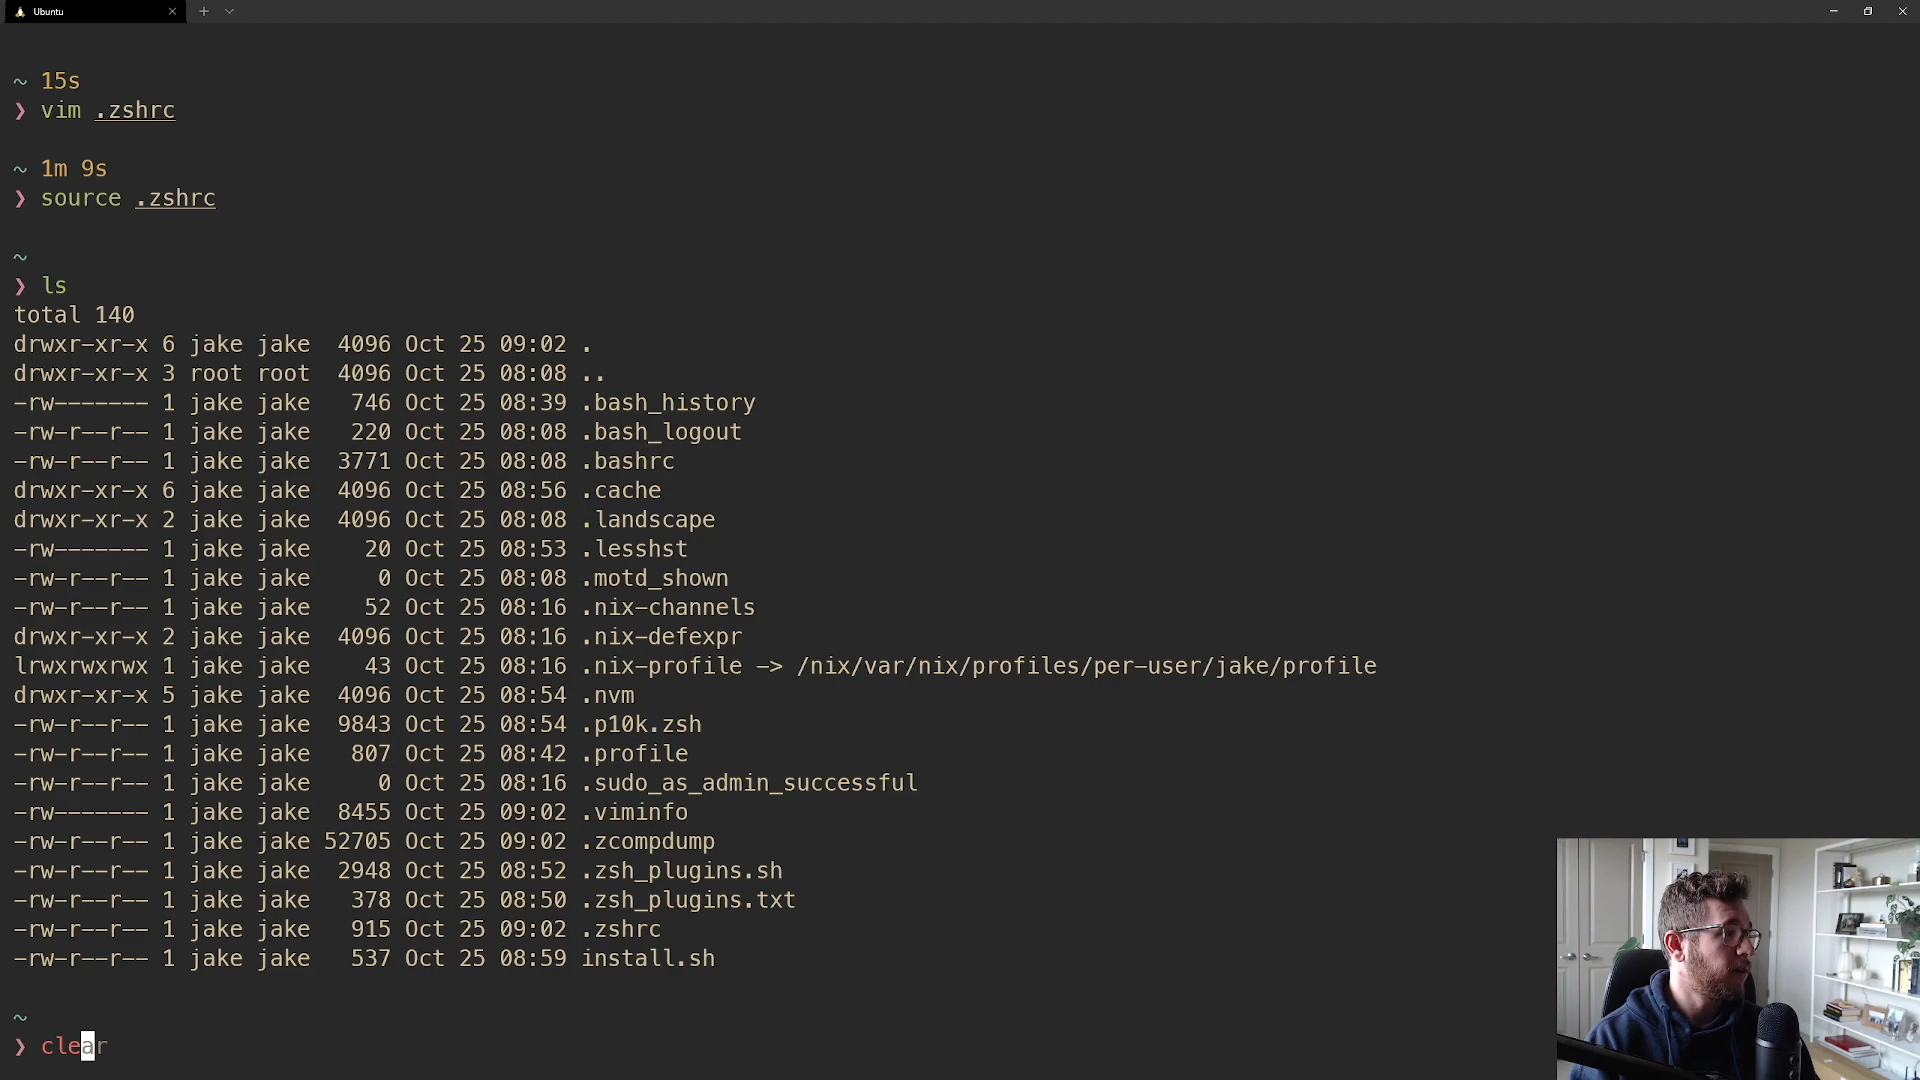 Ubuntu
~ 15s
❯ vim .zshrc
~ 1m 9s
❯ source .zshrc
~
❯ ls
total 140
drwxr-xr-x 6 jake jake  4096 Oct 25 09:02 .
drwxr-xr-x 3 root root  4096 Oct 25 08:08 ..
-rw------- 1 jake jake   746 Oct 25 08:39 .bash_history
-rw-r--r-- 1 jake jake   220 Oct 25 08:08 .bash_logout
-rw-r--r-- 1 jake jake  3771 Oct 25 08:08 .bashrc
drwxr-xr-x 6 jake jake  4096 Oct 25 08:56 .cache
drwxr-xr-x 2 jake jake  4096 Oct 25 08:08 .landscape
-rw------- 1 jake jake    20 Oct 25 08:53 .lesshst
-rw-r--r-- 1 jake jake     0 Oct 25 08:08 .motd_shown
-rw-r--r-- 1 jake jake    52 Oct 25 08:16 .nix-channels
drwxr-xr-x 2 jake jake  4096 Oct 25 08:16 .nix-defexpr
lrwxrwxrwx 1 jake jake    43 Oct 25 08:16 .nix-profile -> /nix/var/nix/profiles/per-user/jake/profile
drwxr-xr-x 5 jake jake  4096 Oct 25 08:54 .nvm
-rw-r--r-- 1 jake jake  9843 Oct 25 08:54 .p10k.zsh
-rw-r--r-- 1 jake jake   807 Oct 25 08:42 .profile
-rw-r--r-- 1 jake jake     0 Oct 25 08:16 .sudo_as_admin_successful
-rw------- 1 jake jake  8455 Oct 25 09:02 .viminfo
-rw-r--r-- 1 jake jake 52705 Oct 25 09:02 .zcompdump
-rw-r--r-- 1 jake jake  2948 Oct 25 08:52 .zsh_plugins.sh
-rw-r--r-- 1 jake jake   378 Oct 25 08:50 .zsh_plugins.txt
-rw-r--r-- 1 jake jake   915 Oct 25 09:02 .zshrc
-rw-r--r-- 1 jake jake   537 Oct 25 08:59 install.sh
~
❯ clear